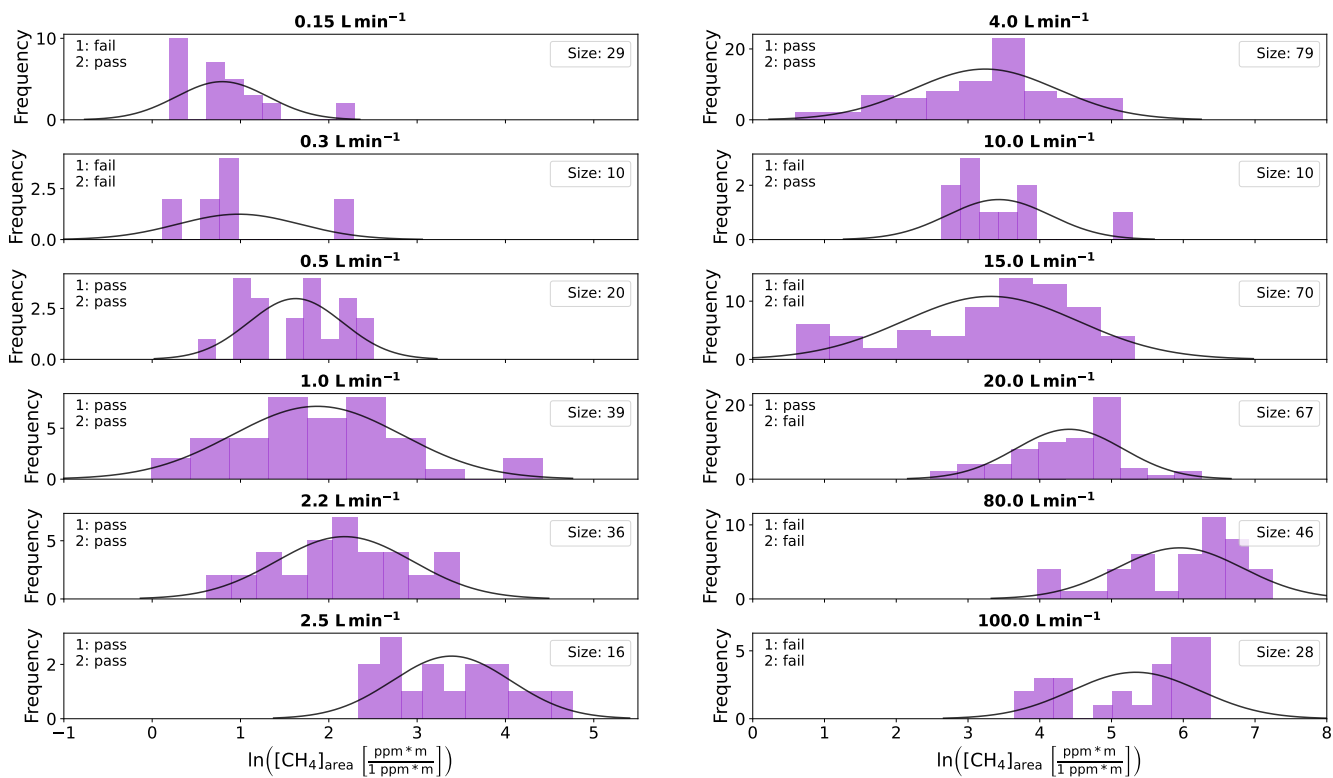 0.15 L min⁻¹
Frequency
10
0
1: fail
2: pass
Size: 29
0.3 L min⁻¹
Frequency
2.5
0.0
1: fail
2: fail
Size: 10
0.5 L min⁻¹
Frequency
2.5
0.0
1: pass
2: pass
Size: 20
1.0 L min⁻¹
Frequency
5
0
1: pass
2: pass
Size: 39
2.2 L min⁻¹
Frequency
5
0
1: pass
2: pass
Size: 36
2.5 L min⁻¹
Frequency
2
0
1: pass
2: pass
Size: 16
−1 0 1 2 3 4 5
ln([CH₄]area [ppm * m / 1 ppm * m])
4.0 L min⁻¹
Frequency
20
0
1: pass
2: pass
Size: 79
10.0 L min⁻¹
Frequency
2
0
1: fail
2: pass
Size: 10
15.0 L min⁻¹
Frequency
10
0
1: fail
2: fail
Size: 70
20.0 L min⁻¹
Frequency
20
0
1: pass
2: fail
Size: 67
80.0 L min⁻¹
Frequency
10
0
1: fail
2: fail
Size: 46
100.0 L min⁻¹
Frequency
5
0
1: fail
2: fail
Size: 28
0 1 2 3 4 5 6 7 8
ln([CH₄]area [ppm * m / 1 ppm * m])